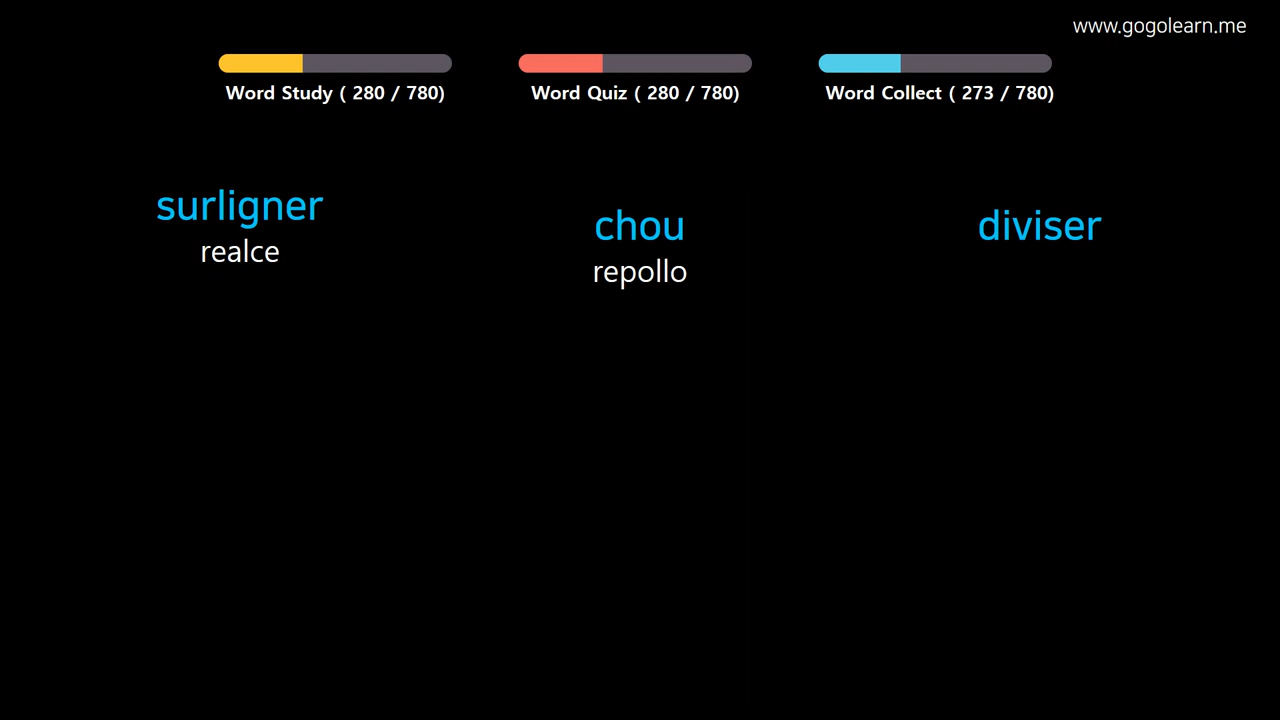 www.gogolearn.me
Word Study ( 280 / 780)
Word Quiz ( 280 / 780)
Word Collect ( 273 / 780)
surligner
realce
chou
repollo
diviser